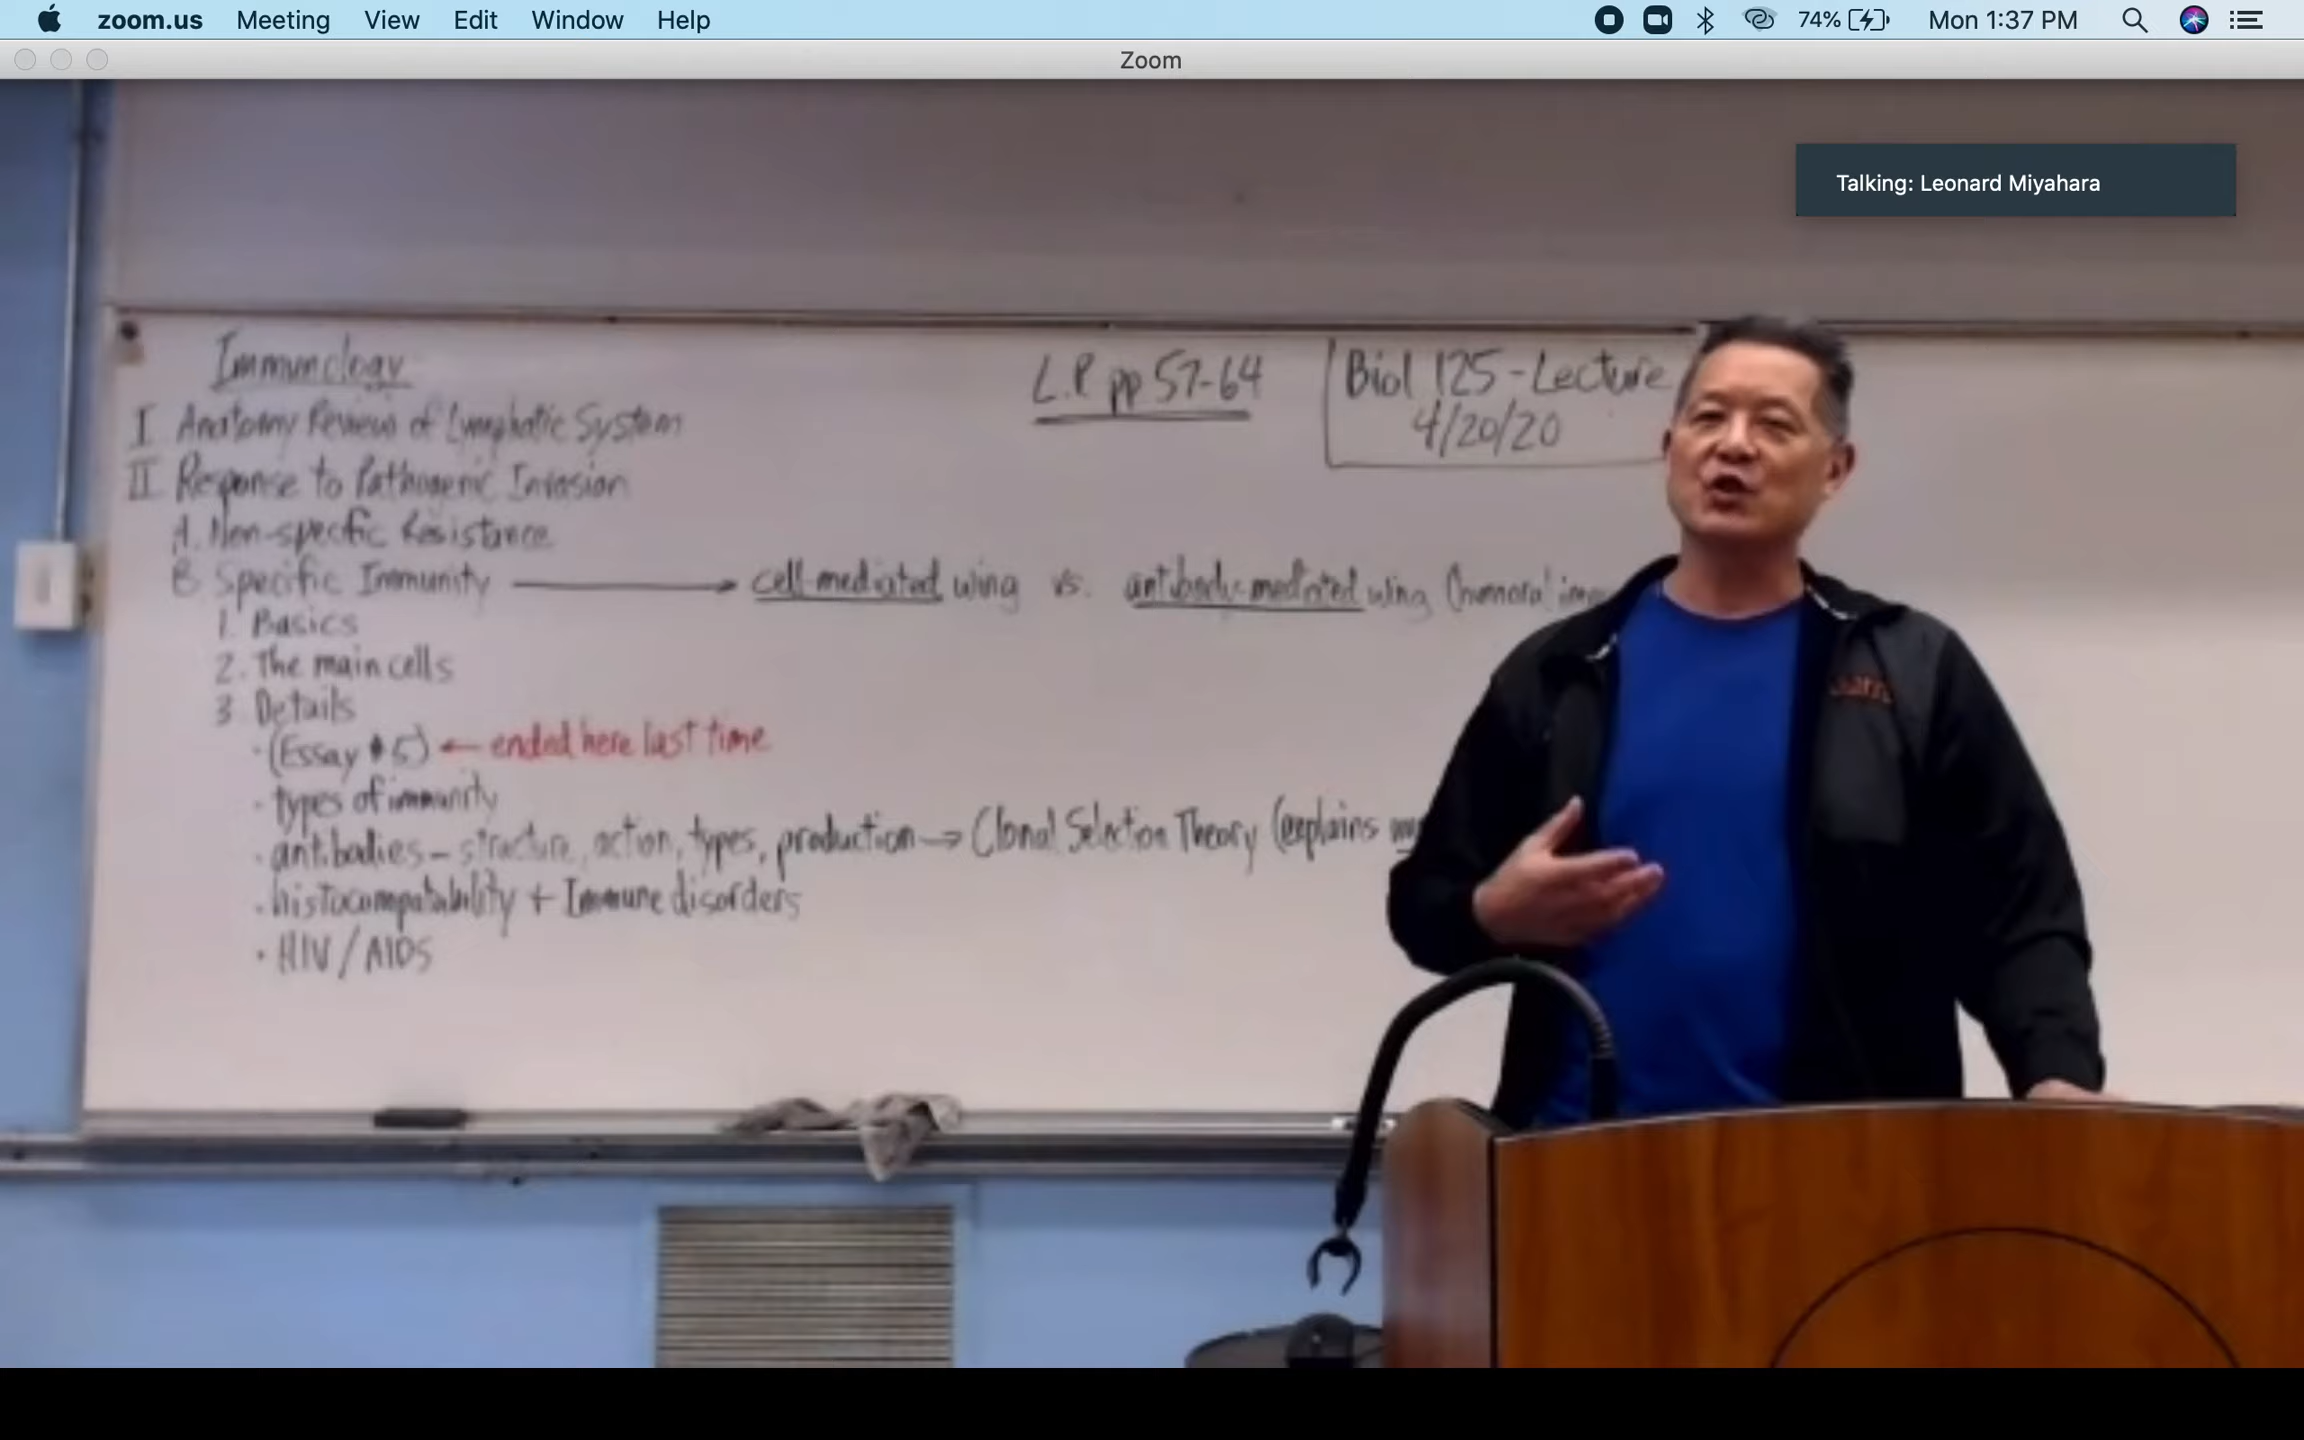 zoom.us Meeting View Edit Window Help 74% Mon 1:37 PM
Zoom
Talking: Leonard Miyahara
Immunology
L.P. pp 57-64
Biol 125-Lecture
4/20/20
I Anatomy Review of Lymphatic System
II Response to Pathogenic Invasion
A. Non-specific Resistance
B. Specific Immunity → cell-mediated wing vs. antibody-mediated wing (humoral
1. Basics
2. The main cells
3. Details
· (Essay #5) ← ended here last time
· types of immunity
· antibodies - structure, action, types, production → Clonal Selection Theory (explains
· histocompatability + Immune disorders
· HIV/AIDS